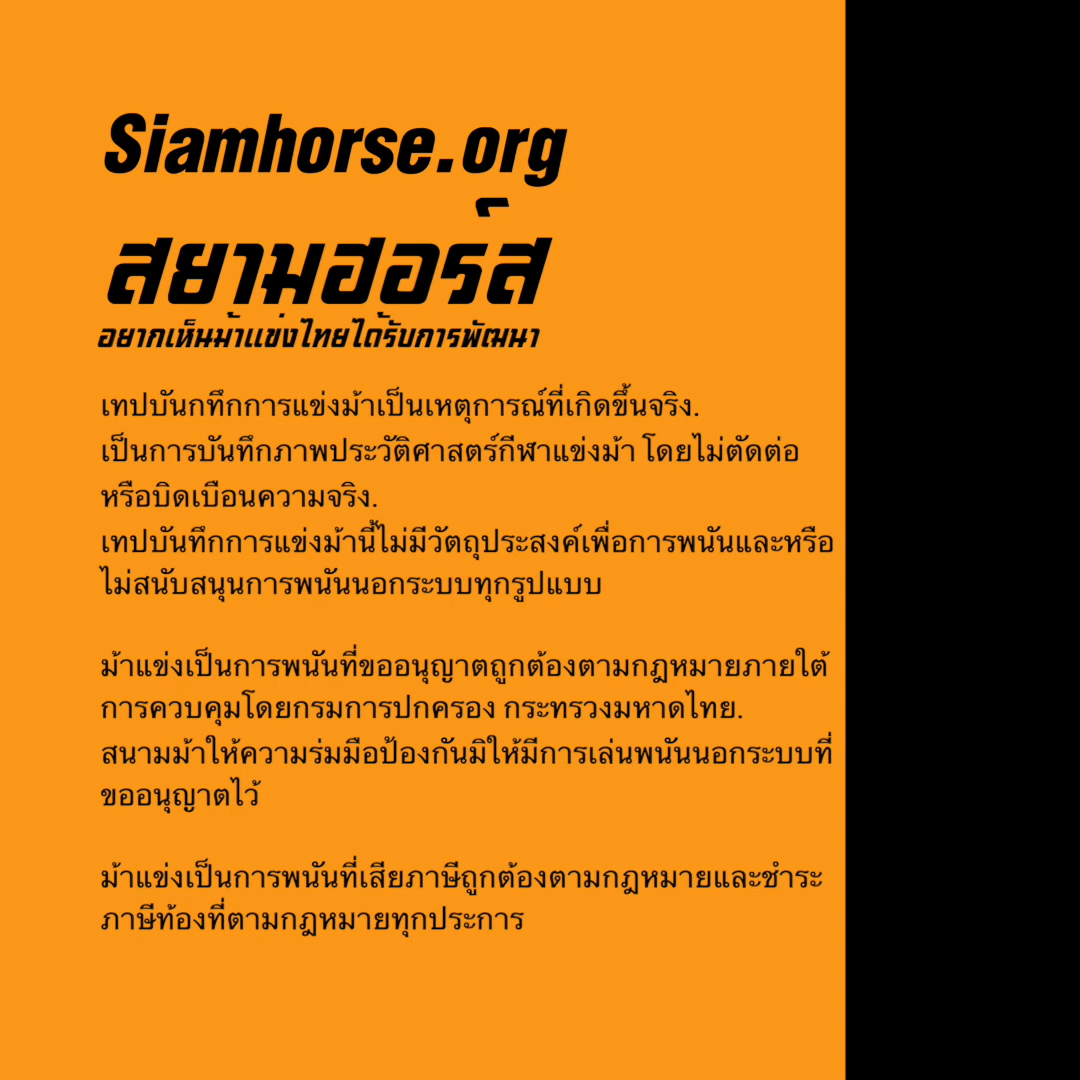 Siamhorse.org
สยามฮอร์ส
อยากเห็นม้าแข่งไทยได้รับการพัฒนา
เทปบันกทึกการแข่งม้าเป็นเหตุการณ์ที่เกิดขึ้นจริง.
เป็นการบันทึกภาพประวัติศาสตร์กีฬาแข่งม้า โดยไม่ตัดต่อ
หรือบิดเบือนความจริง.
เทปบันทึกการแข่งม้านี้ไม่มีวัตถุประสงค์เพื่อการพนันและหรือ
ไม่สนับสนุนการพนันนอกระบบทุกรูปแบบ
ม้าแข่งเป็นการพนันที่ขออนุญาตถูกต้องตามกฎหมายภายใต้
การควบคุมโดยกรมการปกครอง กระทรวงมหาดไทย.
สนามม้าให้ความร่มมือป้องกันมิให้มีการเล่นพนันนอกระบบที่
ขออนุญาตไว้
ม้าแข่งเป็นการพนันที่เสียภาษีถูกต้องตามกฎหมายและชำระ
ภาษีท้องที่ตามกฎหมายทุกประการ